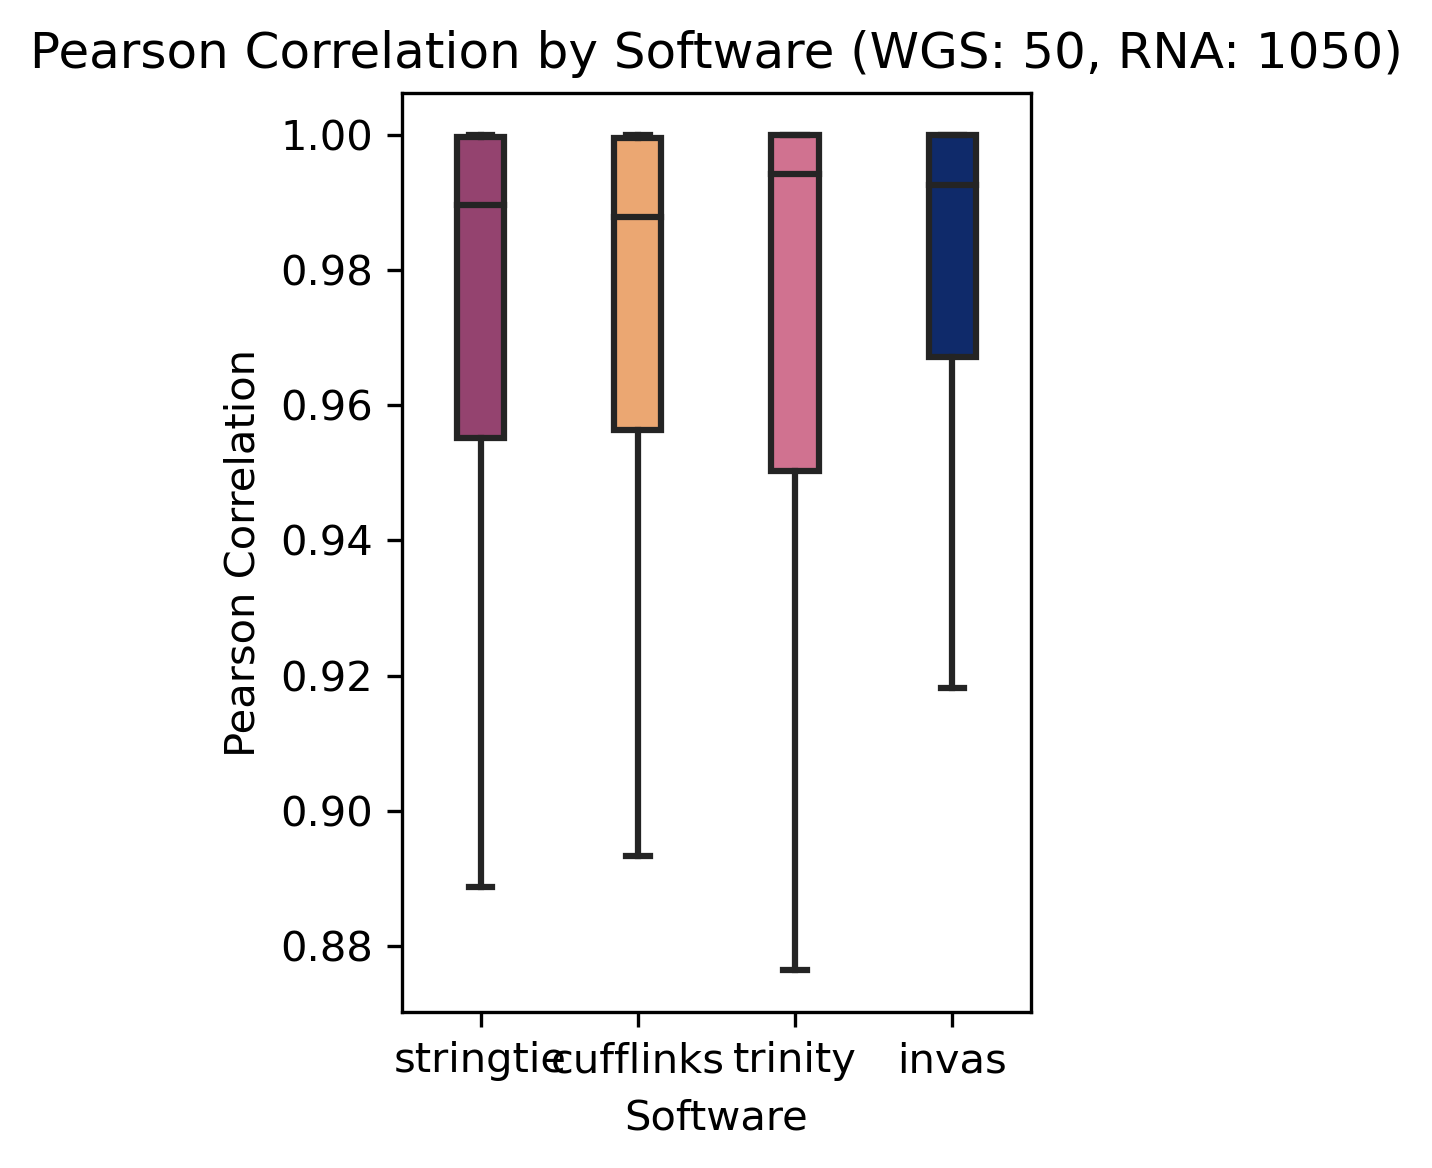 Pearson Correlation by Software (WGS: 50, RNA: 1050)
1.00
0.98
0.96
0.94
0.92
0.90
0.88
Pearson Correlation
stringtie cufflinks trinity invas
Software